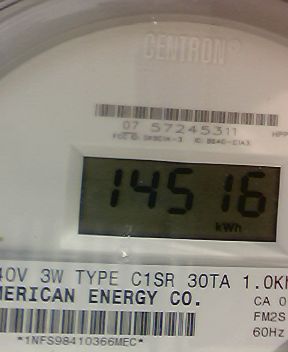 CENTRON®
07 57245311
14516
kWh
40V 3W TYPE C1SR 30TA 1.0K
MERICAN ENERGY CO.
CA 0
FM2S
60Hz
*1NFS98410366MEC*